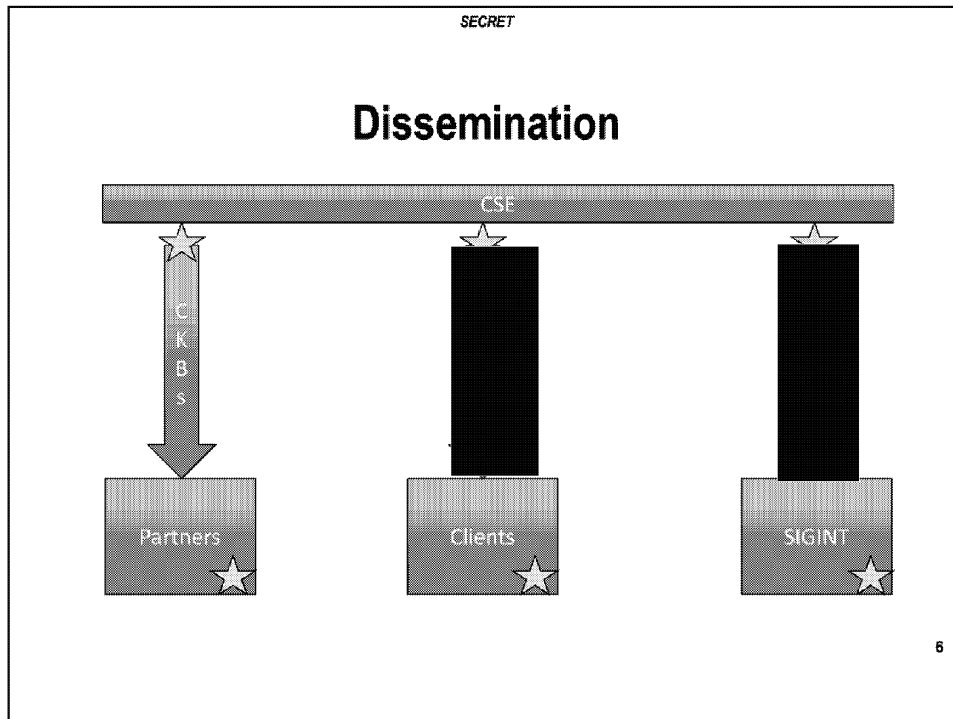 SECRET
Dissemination
CSE
C
K
B
s
Partners
Clients
SIGINT
6